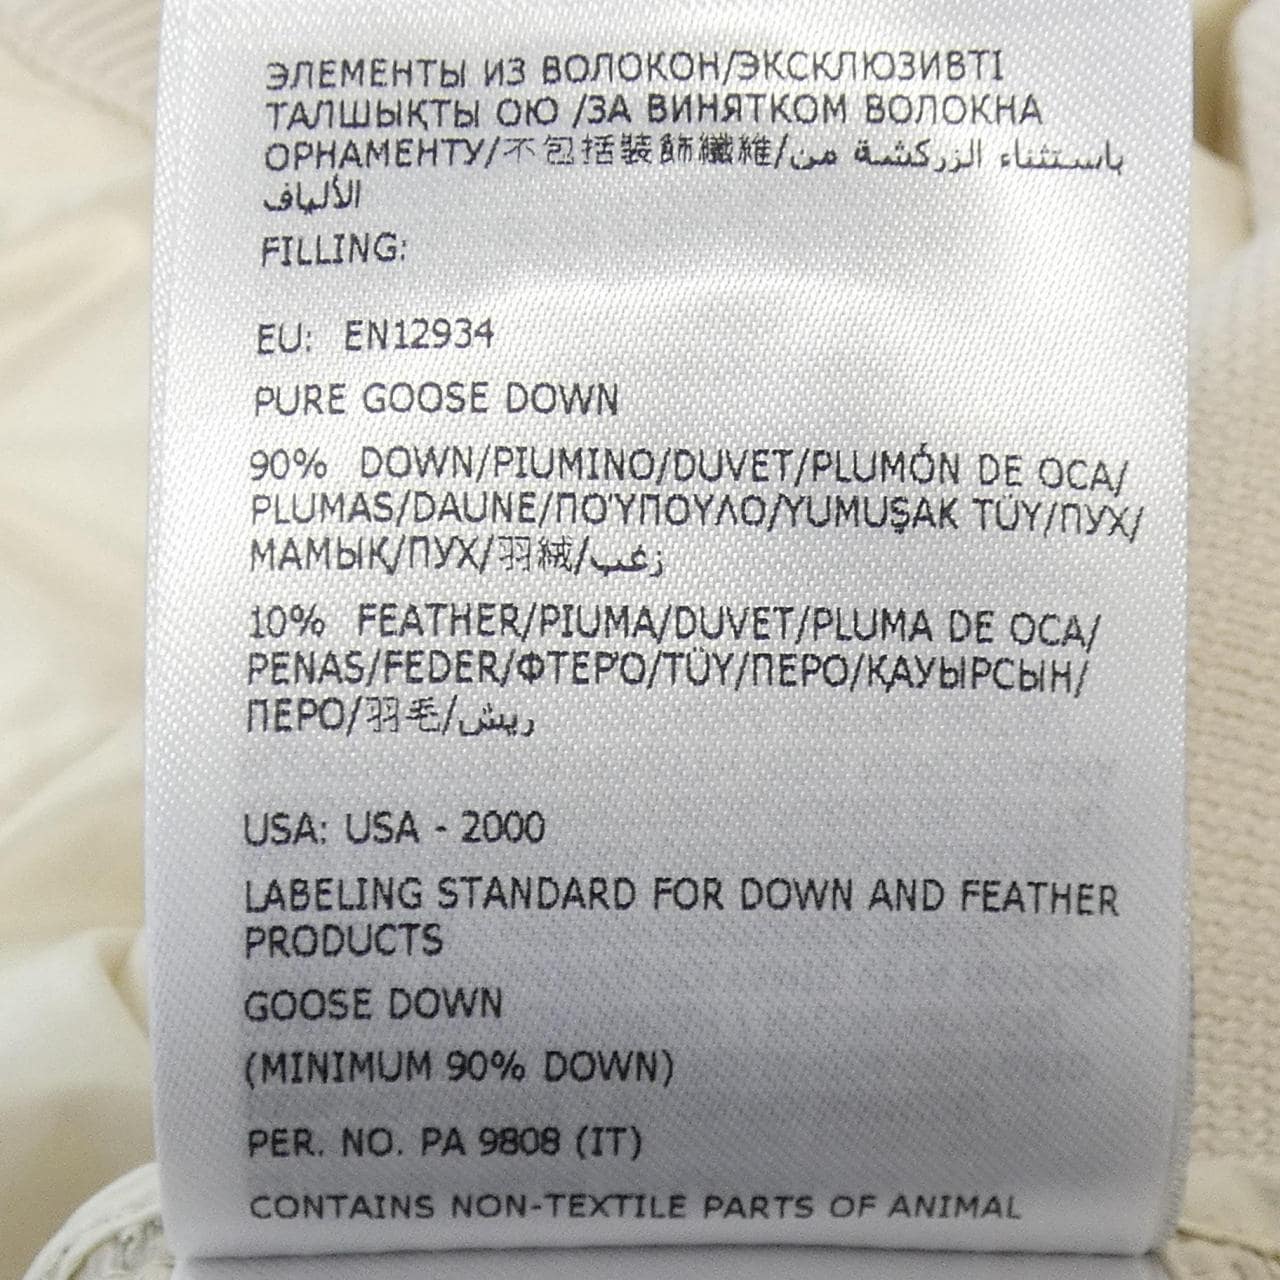 ЭЛЕМЕНТЫ ИЗ ВОЛОКОН/ЭКСКЛЮЗИВТІ
ТАЛШЫҚТЫ ОЮ /ЗА ВИНЯТКОМ ВОЛОКНА
ОРНАМЕНТУ/不包括裝飾纖維/باستثناء الزركشة من
الألياف
FILLING:
EU: EN12934
PURE GOOSE DOWN
90% DOWN/PIUMINO/DUVET/PLUMÓN DE OCA/
PLUMAS/DAUNE/ΠΟΎΠΟΥΛΟ/YUMUŞAK TÜY/ПУХ/
МАМЫҚ/ПУХ/羽絨/زغب
10% FEATHER/PIUMA/DUVET/PLUMA DE OCA/
PENAS/FEDER/ΦΤΕΡΌ/TÜY/ПЕРО/ҚАУЫРСЫН/
ПЕРО/羽毛/ريش
USA: USA - 2000
LABELING STANDARD FOR DOWN AND FEATHER
PRODUCTS
GOOSE DOWN
(MINIMUM 90% DOWN)
PER. NO. PA 9808 (IT)
CONTAINS NON-TEXTILE PARTS OF ANIMAL